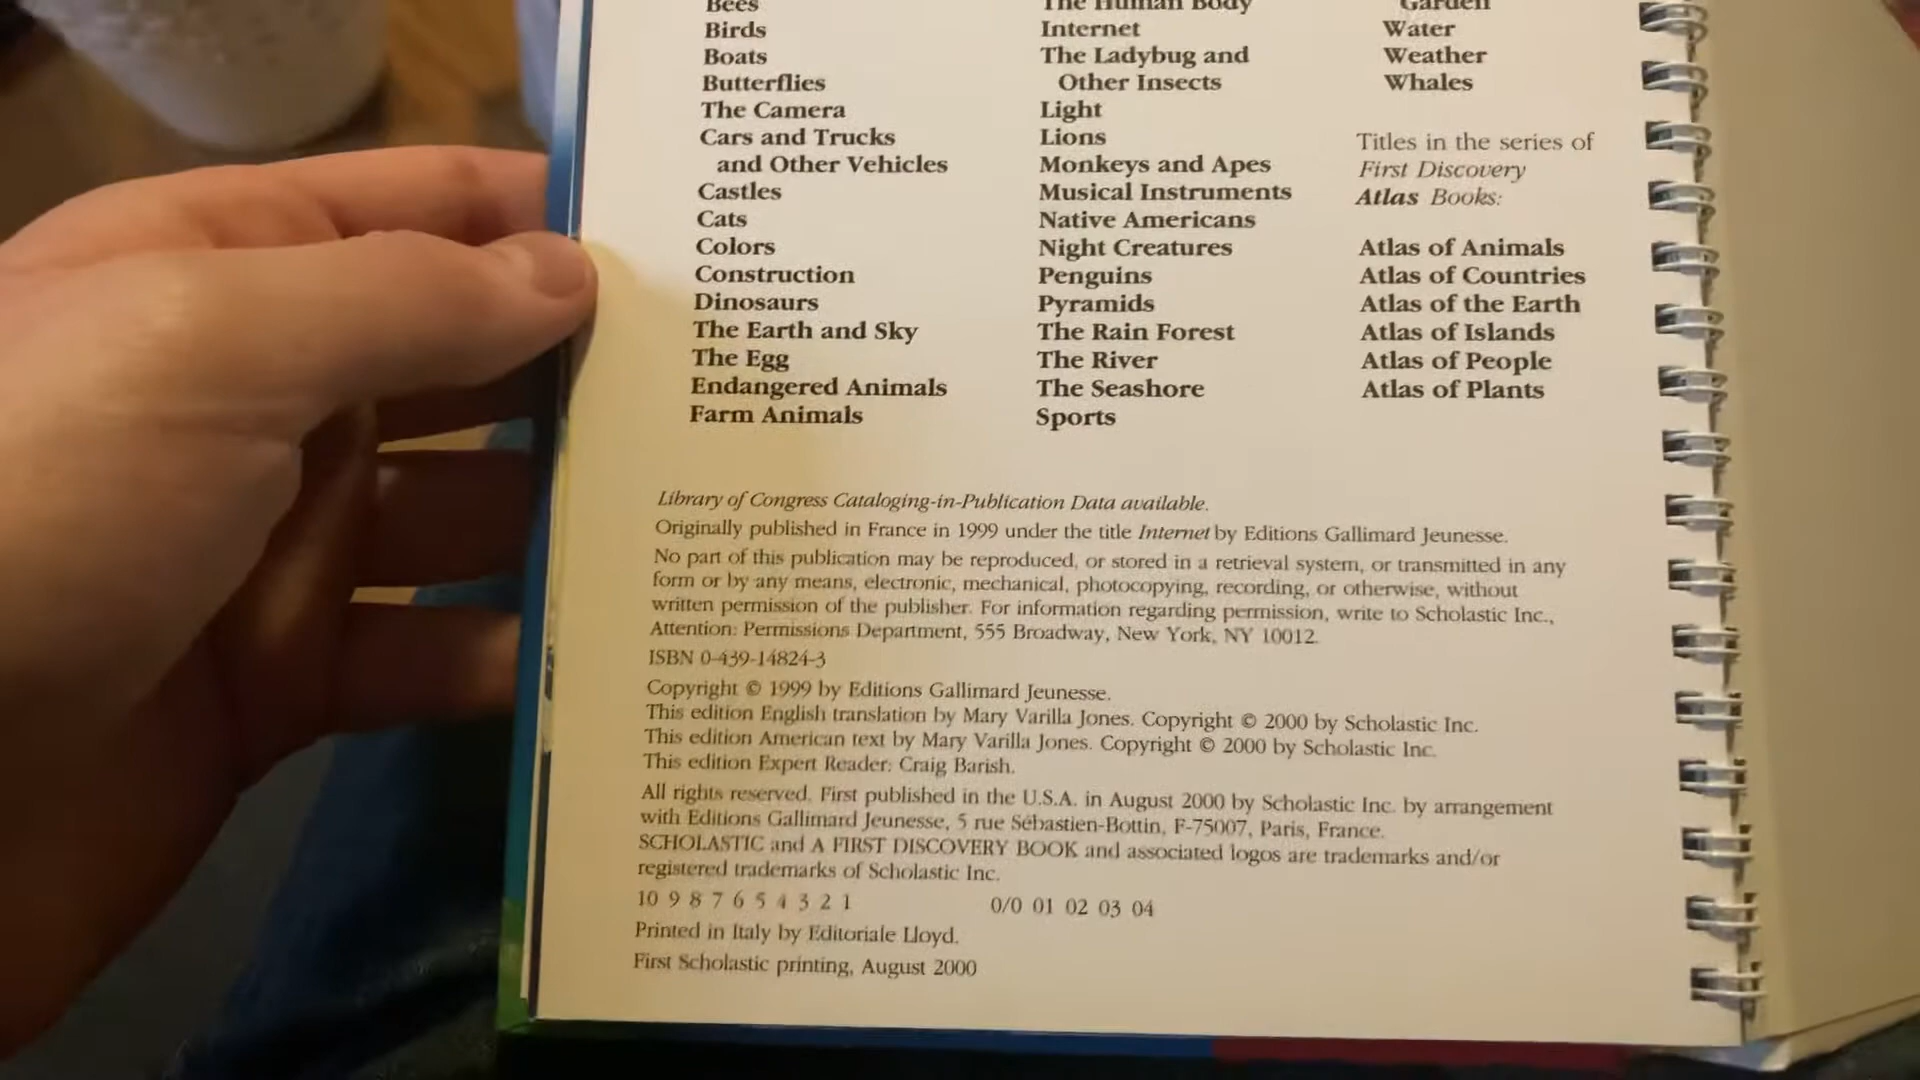 Bees
Birds
Boats
Butterflies
The Camera
Cars and Trucks
and Other Vehicles
Castles
Cats
Colors
Construction
Dinosaurs
The Earth and Sky
The Egg
Endangered Animals
Farm Animals
The Human Body
Internet
The Ladybug and
Other Insects
Light
Lions
Monkeys and Apes
Musical Instruments
Native Americans
Night Creatures
Penguins
Pyramids
The Rain Forest
The River
The Seashore
Sports
Garden
Water
Weather
Whales
Titles in the series of
First Discovery
Atlas Books:
Atlas of Animals
Atlas of Countries
Atlas of the Earth
Atlas of Islands
Atlas of People
Atlas of Plants
Library of Congress Cataloging-in-Publication Data available.
Originally published in France in 1999 under the title Internet by Editions Gallimard Jeunesse.
No part of this publication may be reproduced, or stored in a retrieval system, or transmitted in any
form or by any means, electronic, mechanical, photocopying, recording, or otherwise, without
written permission of the publisher. For information regarding permission, write to Scholastic Inc.,
Attention: Permissions Department, 555 Broadway, New York, NY 10012.
ISBN 0-439-14824-3
Copyright © 1999 by Editions Gallimard Jeunesse.
This edition English translation by Mary Varilla Jones. Copyright © 2000 by Scholastic Inc.
This edition American text by Mary Varilla Jones. Copyright © 2000 by Scholastic Inc.
This edition Expert Reader: Craig Barish.
All rights reserved. First published in the U.S.A. in August 2000 by Scholastic Inc. by arrangement
with Editions Gallimard Jeunesse, 5 rue Sébastien-Bottin, F-75007, Paris, France.
SCHOLASTIC and A FIRST DISCOVERY BOOK and associated logos are trademarks and/or
registered trademarks of Scholastic Inc.
10 9 8 7 6 5 4 3 2 1 0/0 01 02 03 04
Printed in Italy by Editoriale Lloyd.
First Scholastic printing, August 2000